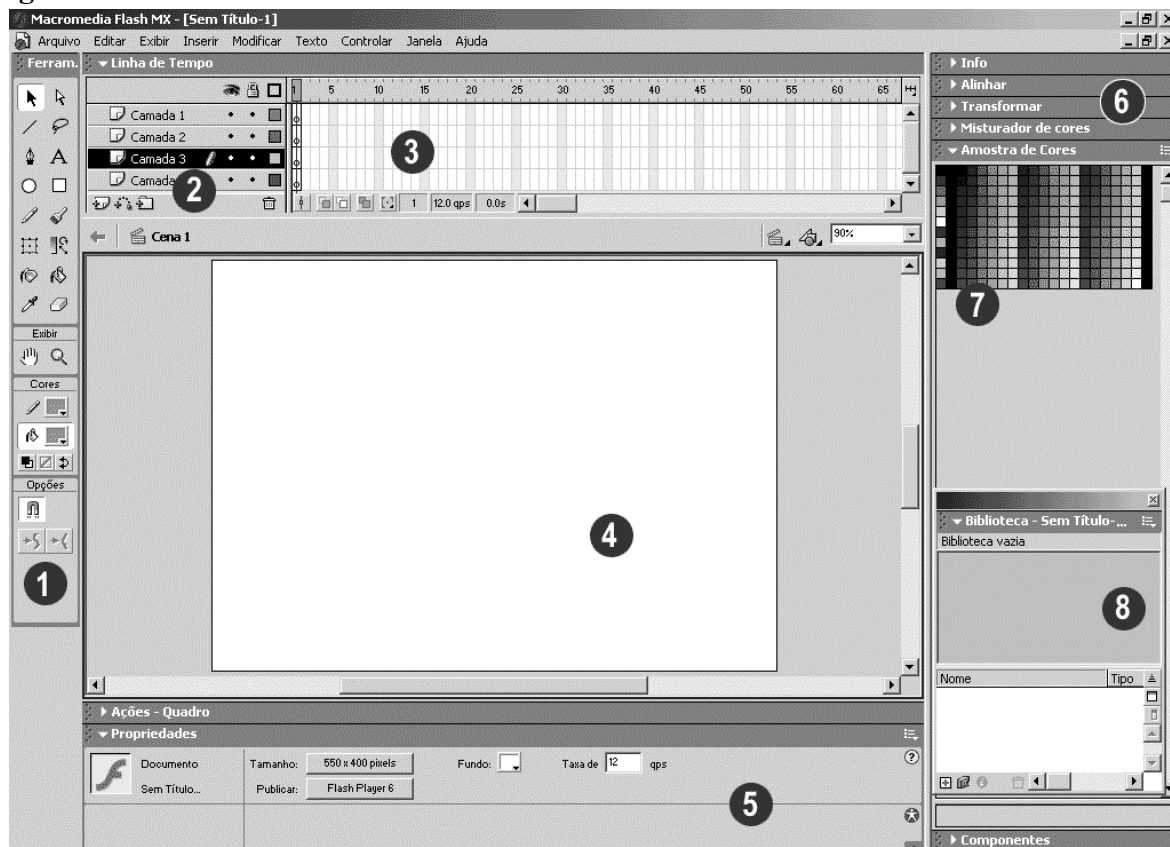 Macromedia Flash MX - [Sem Título-1]
Arquivo Editar Exibir Inserir Modificar Texto Controlar Janela Ajuda
Ferram.
Linha de Tempo
1 5 10 15 20 25 30 35 40 45 50 55 60 65
Camada 1
Camada 2
Camada 3
Camada
1 12.0 qps 0.0s
Cena 1
90%
Exibir
Cores
Opções
Info
Alinhar
Transformar
Misturador de cores
Amostra de Cores
Biblioteca - Sem Título-...
Biblioteca vazia
Nome Tipo
Componentes
Ações - Quadro
Propriedades
Documento
Sem Título...
Tamanho: 550 x 400 pixels
Fundo:
Taxa de 12 qps
Publicar: Flash Player 6
1
2
3
4
5
6
7
8